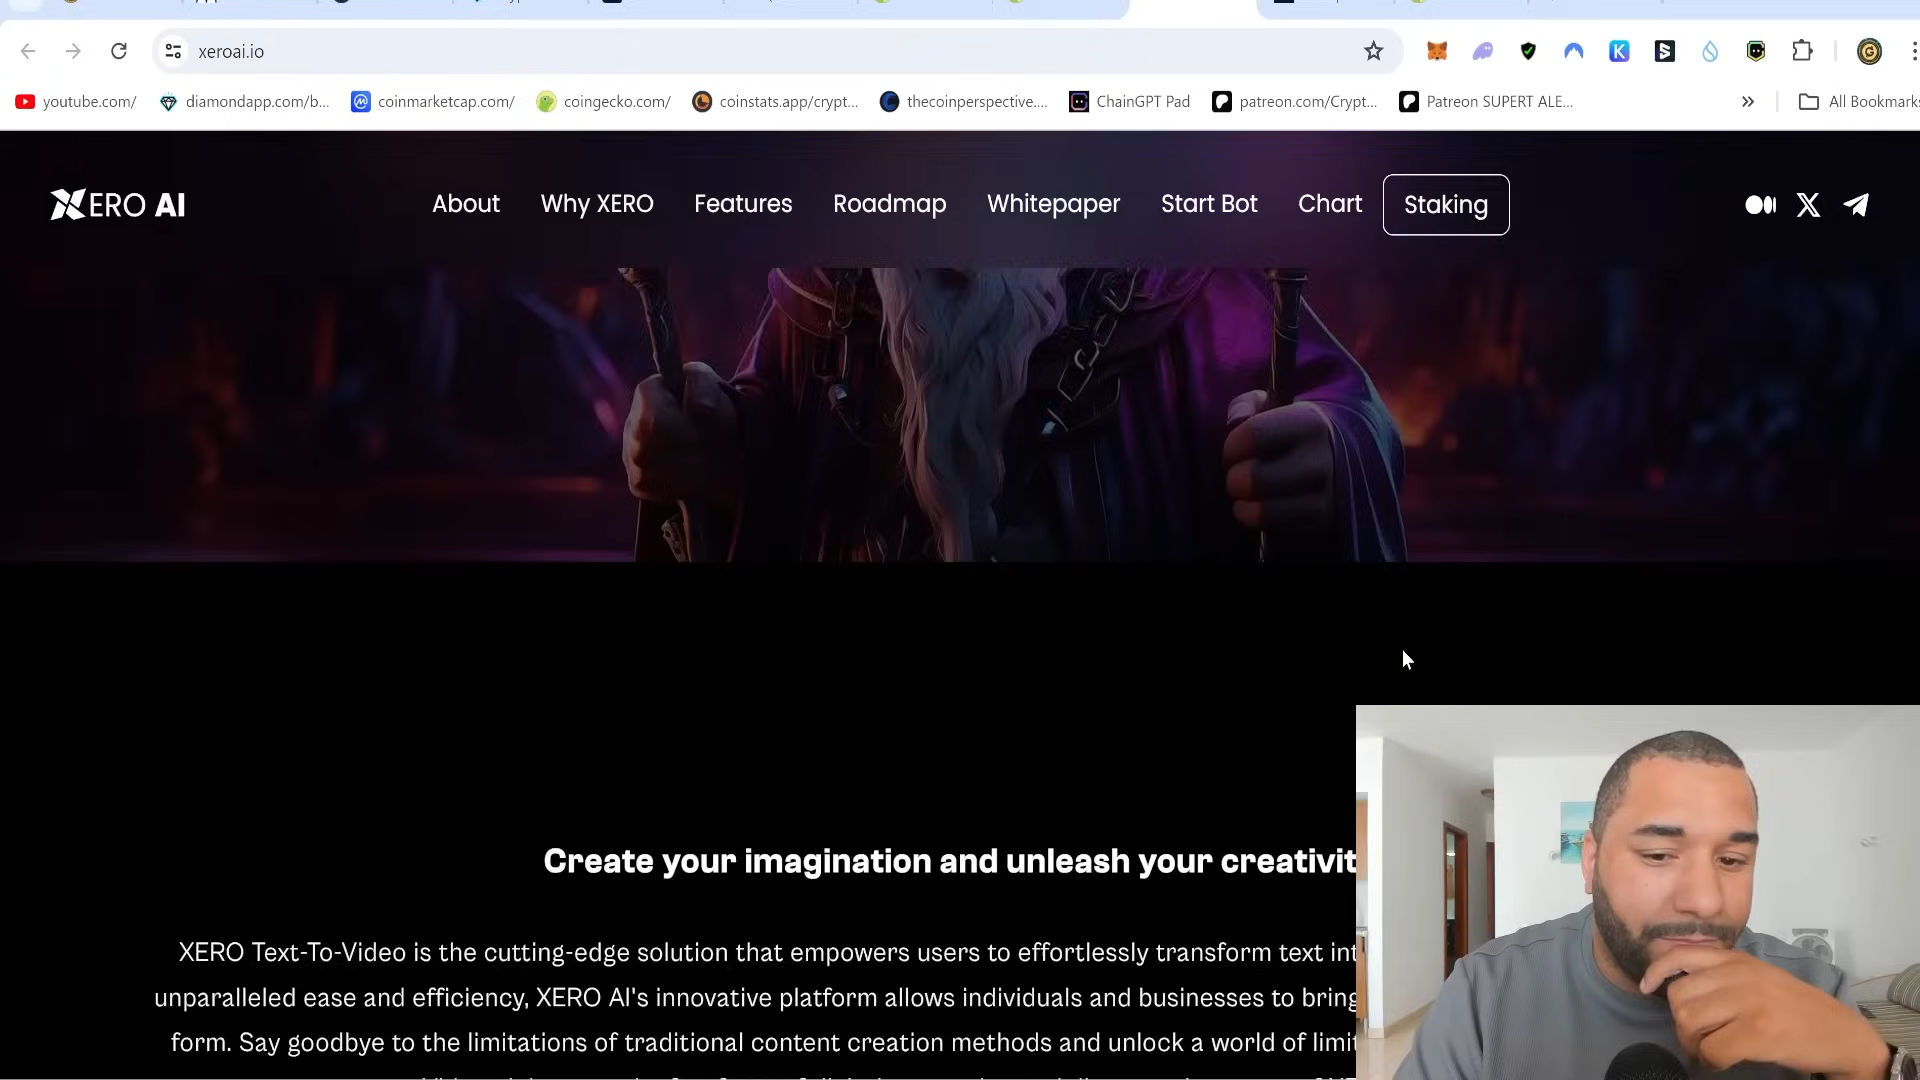 xeroai.io
youtube.com/ diamondapp.com/b... coinmarketcap.com/ coingecko.com/ coinstats.app/crypt... thecoinperspective.... ChainGPT Pad patreon.com/Crypt... Patreon SUPERT ALE... All Bookmarks
XERO AI About Why XERO Features Roadmap Whitepaper Start Bot Chart Staking
Create your imagination and unleash your creativit
XERO Text-To-Video is the cutting-edge solution that empowers users to effortlessly transform text int
unparalleled ease and efficiency, XERO AI's innovative platform allows individuals and businesses to bring
form. Say goodbye to the limitations of traditional content creation methods and unlock a world of limit